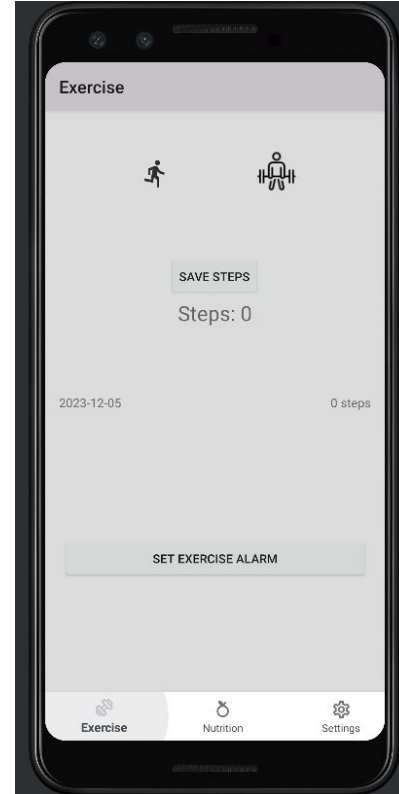 Exercise
SAVE STEPS
Steps: 0
2023-12-05 0 steps
SET EXERCISE ALARM
Exercise Nutrition Settings